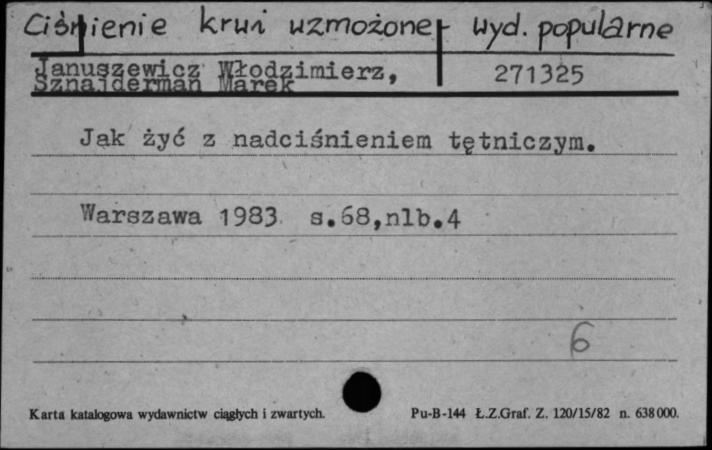 Ciśnienie krwi wzmożone - wyd. popularne
Januszewicz Włodzimierz, 271325
Sznajderman Marek
Jak żyć z nadciśnieniem tętniczym.
Warszawa 1983 s.68,nlb.4
6
Karta katalogowa wydawnictw ciągłych i zwartych. Pu-B-144 Ł.Z.Graf. Z. 120/15/82 n. 638000.